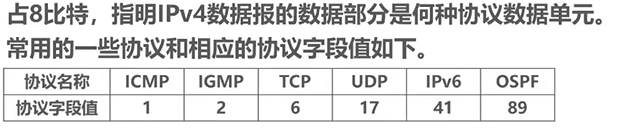 占8比特，指明IPv4数据报的数据部分是何种协议数据单元。
常用的一些协议和相应的协议字段值如下。
协议名称 ICMP IGMP TCP UDP IPv6 OSPF
协议字段值 1 2 6 17 41 89